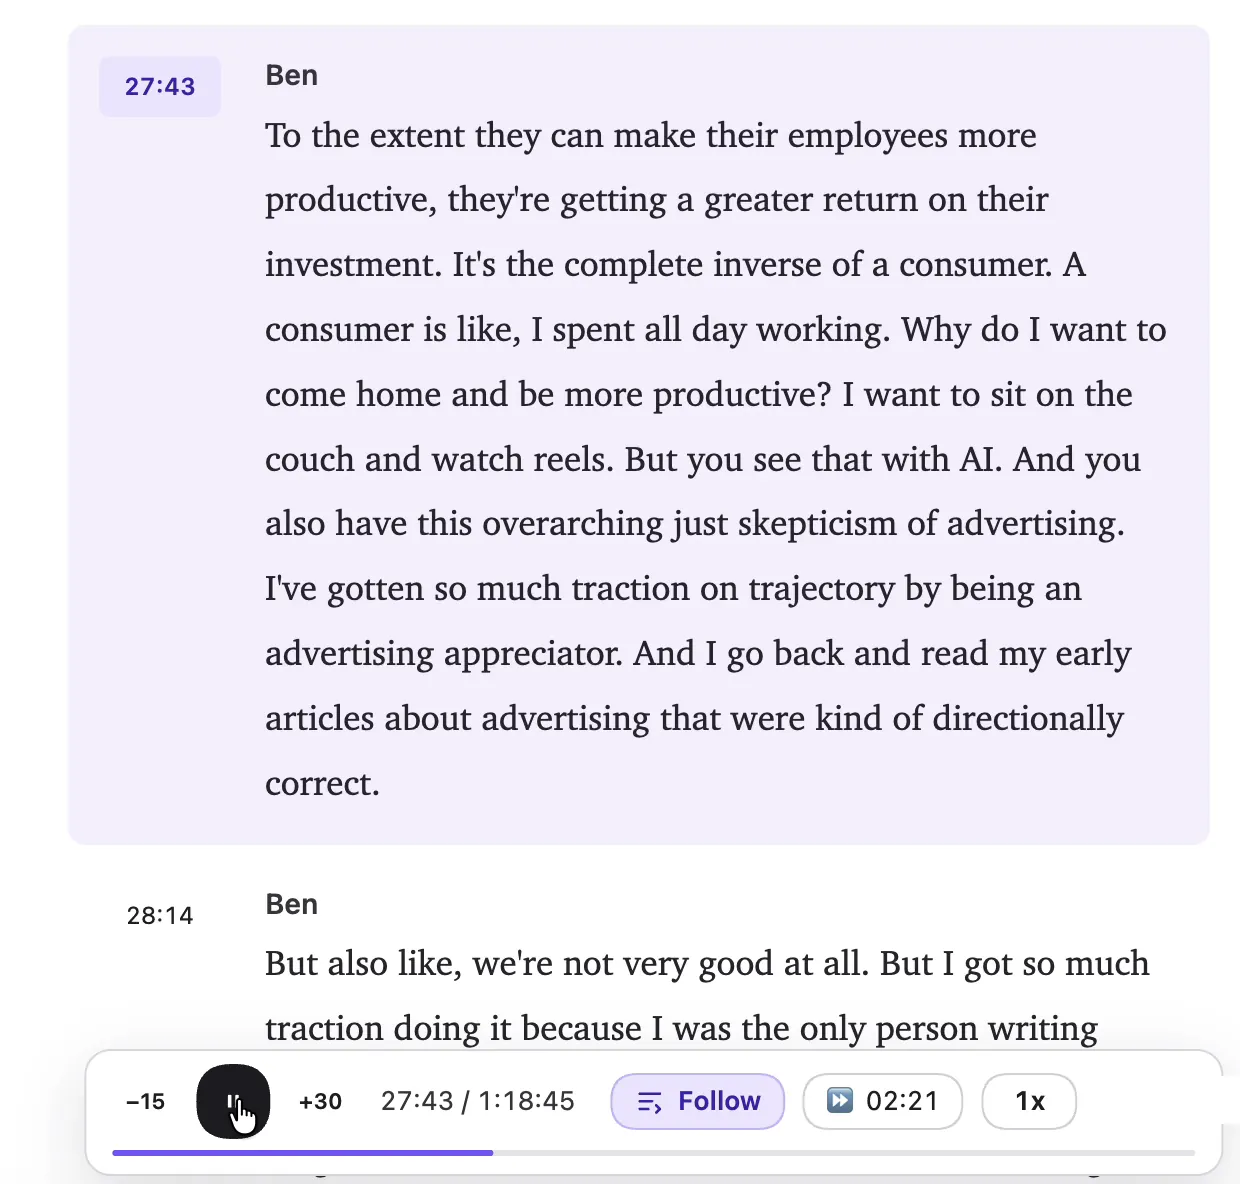 27:43
Ben
To the extent they can make their employees more
productive, they're getting a greater return on their
investment. It's the complete inverse of a consumer. A
consumer is like, I spent all day working. Why do I want to
come home and be more productive? I want to sit on the
couch and watch reels. But you see that with AI. And you
also have this overarching just skepticism of advertising.
I've gotten so much traction on trajectory by being an
advertising appreciator. And I go back and read my early
articles about advertising that were kind of directionally
correct.
28:14
Ben
But also like, we're not very good at all. But I got so much
traction doing it because I was the only person writing
−15
+30
27:43 / 1:18:45
Follow
02:21
1x